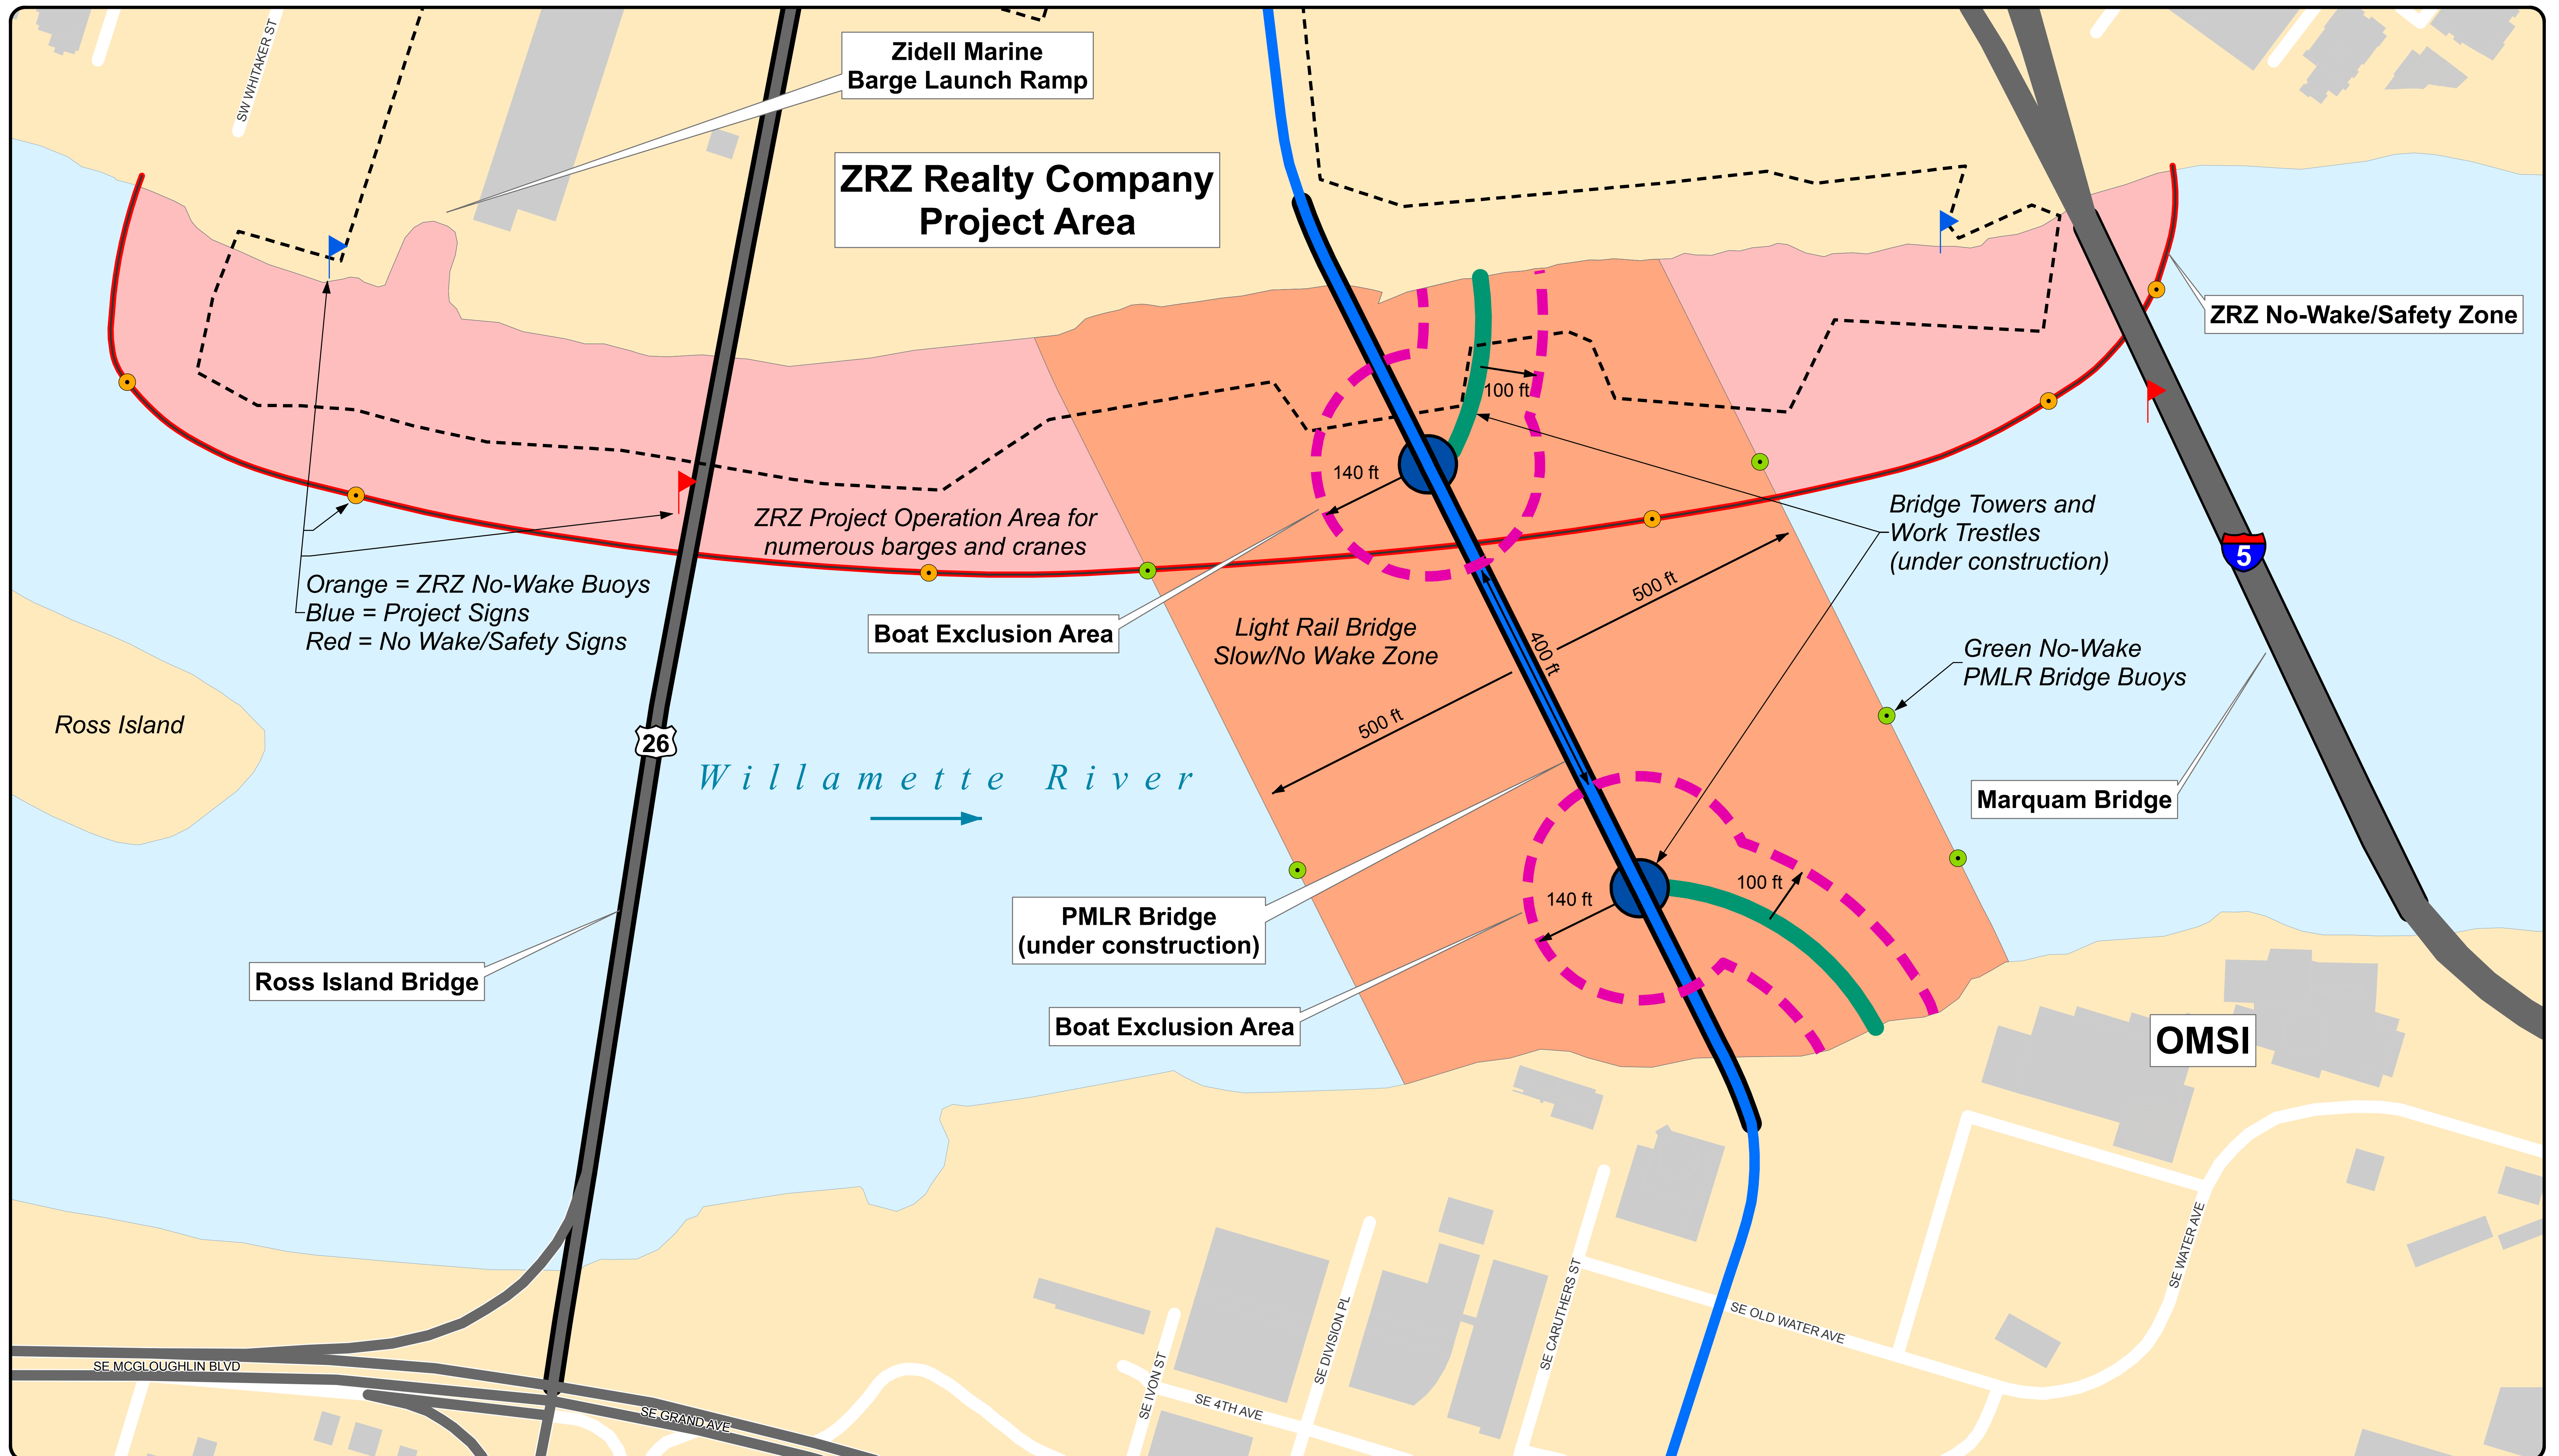 SW WHITAKER ST
Zidell Marine
Barge Launch Ramp
ZRZ Realty Company
Project Area
ZRZ No-Wake/Safety Zone
100 ft
140 ft
ZRZ Project Operation Area for
numerous barges and cranes
Bridge Towers and
Work Trestles
(under construction)
5
Orange = ZRZ No-Wake Buoys
Blue = Project Signs
Red = No Wake/Safety Signs
Boat Exclusion Area
Light Rail Bridge
Slow/No Wake Zone
500 ft
400 ft
500 ft
Green No-Wake
PMLR Bridge Buoys
Ross Island
26
Willamette River
Marquam Bridge
100 ft
140 ft
PMLR Bridge
(under construction)
Ross Island Bridge
Boat Exclusion Area
OMSI
SE WATER AVE
SE CARUTHERS ST
SE OLD WATER AVE
SE DIVISION PL
SE IVON ST
SE 4TH AVE
SE MCGLOUGHLIN BLVD
SE GRAND AVE